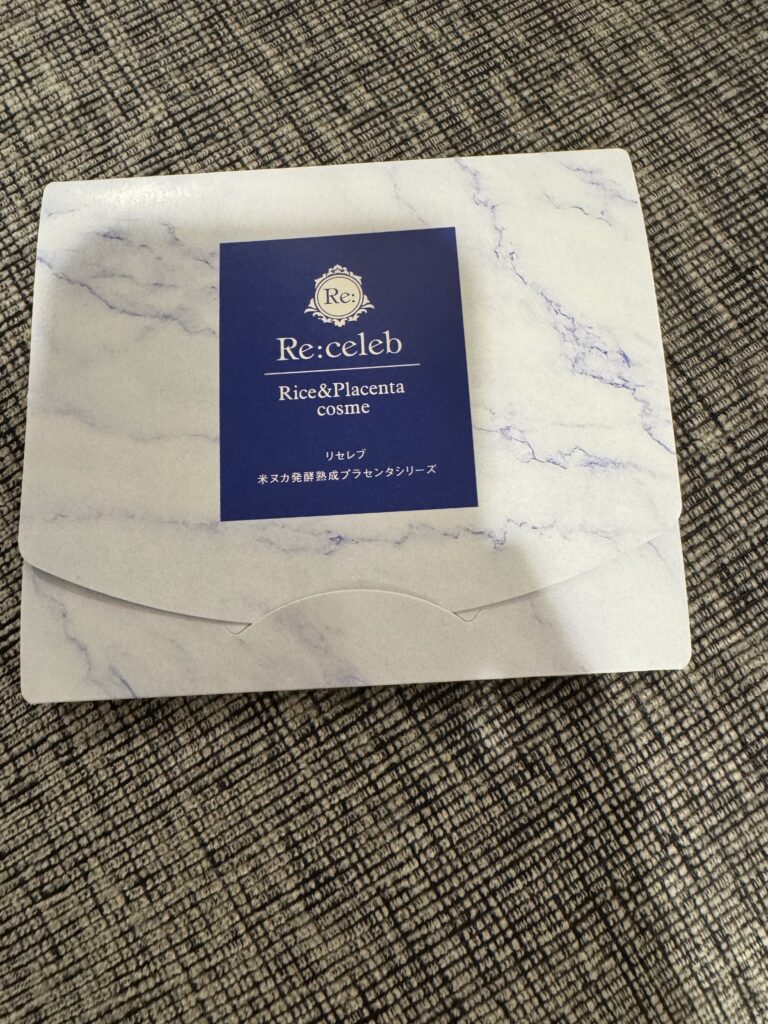 Re:
Re:celeb
Rice&Placenta
cosme
リセレブ
米ヌカ発酵熟成プラセンタシリーズ